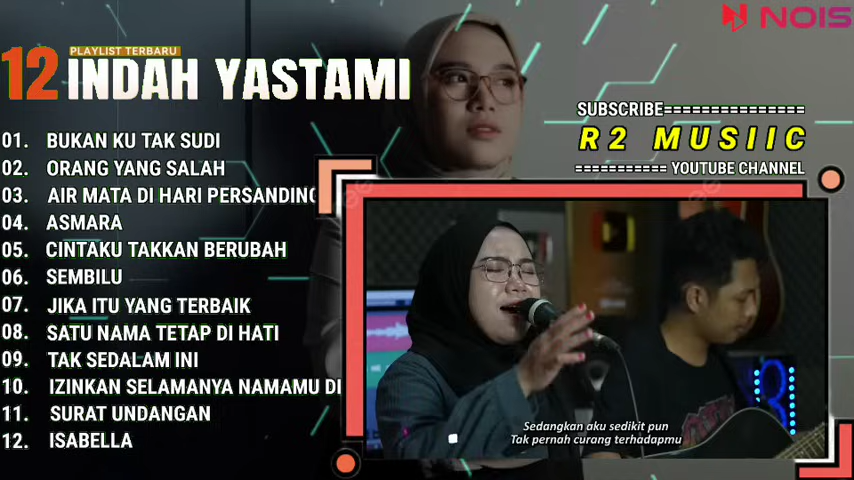 NOIS
PLAYLIST TERBARU
12 INDAH YASTAMI
SUBSCRIBE===============
R2 MUSIIC
=========== YOUTUBE CHANNEL
01. BUKAN KU TAK SUDI
02. ORANG YANG SALAH
03. AIR MATA DI HARI PERSANDING
04. ASMARA
05. CINTAKU TAKKAN BERUBAH
06. SEMBILU
07. JIKA ITU YANG TERBAIK
08. SATU NAMA TETAP DI HATI
09. TAK SEDALAM INI
10. IZINKAN SELAMANYA NAMAMU DI
11. SURAT UNDANGAN
12. ISABELLA
Sedangkan aku sedikit pun
Tak pernah curang terhadapmu